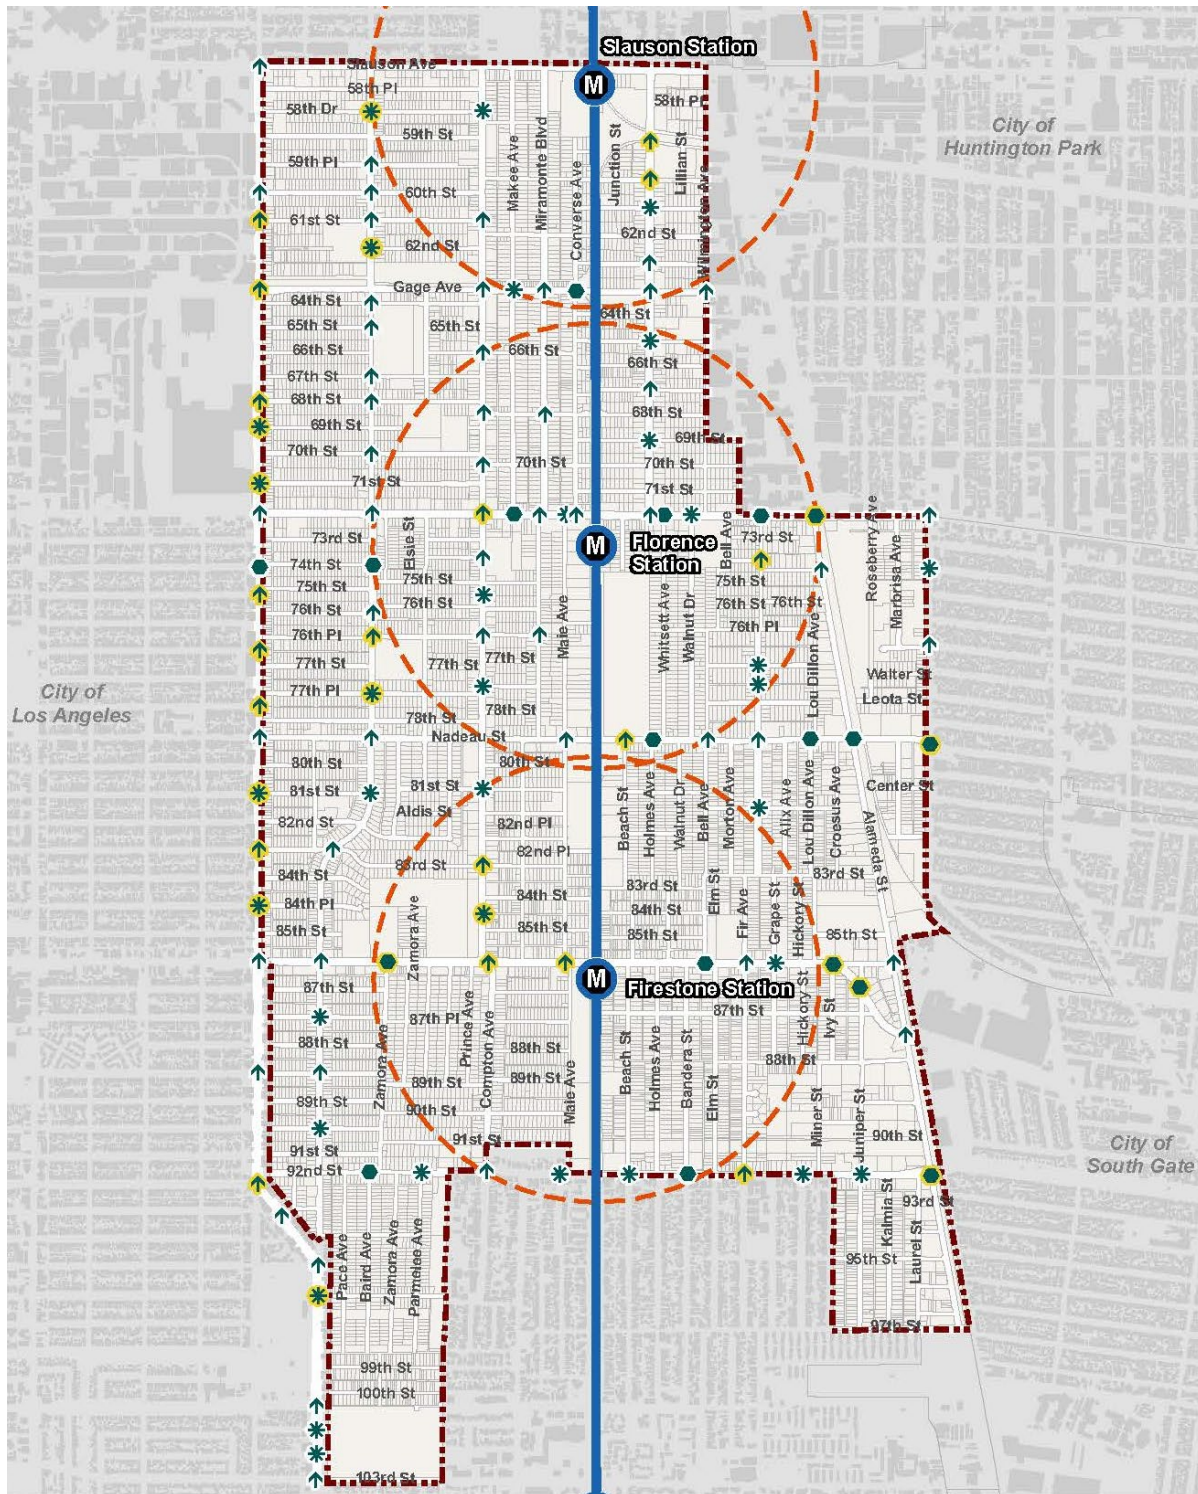 Slauson Station
Slauson Ave
M
58th Pl
58th Pl
58th Dr
City of
Huntington Park
59th St
59th Pl
Makee Ave
Miramonte Blvd
Converse Ave
Junction St
Lillian St
Wilmington Ave
60th St
61st St
62nd St
62nd St
Gage Ave
64th St
64th St
65th St
65th St
66th St
66th St
66th St
67th St
68th St
68th St
69th St
69th St
70th St
70th St
70th St
71st St
71st St
73rd St
Elsie St
M
Florence
Station
Bell Ave
73rd St
Roseberry Ave
Marbrisa Ave
74th St
75th St
75th St
75th St
76th St
76th St
76th St
76th St
76th Pl
76th Pl
Maie Ave
Whitsett Ave
Walnut Dr
Lou Dillon Ave
77th St
77th St
77th St
Walter St
City of
Los Angeles
77th Pl
Leota St
78th St
78th St
Nadeau St
80th St
80th St
81st St
81st St
Center St
Aldis St
82nd St
82nd Pl
82nd Pl
Beach St
Holmes Ave
Walnut Dr
Bell Ave
Morton Ave
Alix Ave
Lou Dillon Ave
Croesus Ave
Alameda St
83rd St
83rd St
83rd St
84th St
84th St
84th St
84th Pl
85th St
85th St
85th St
85th St
Zamora Ave
Elm St
Fir Ave
Grape St
Hickory St
M
Firestone Station
87th St
87th St
87th Pl
Prince Ave
Compton Ave
Zamora Ave
Hickory St
Ivy St
88th St
88th St
88th St
89th St
89th St
89th St
Maie Ave
Beach St
Holmes Ave
Bandera St
Elm St
Miner St
Juniper St
90th St
90th St
91st St
91st St
City of
South Gate
92nd St
93rd St
Pace Ave
Baird Ave
Zamora Ave
Parmelee Ave
Kalmia St
Laurel St
95th St
97th St
99th St
100th St
103rd St